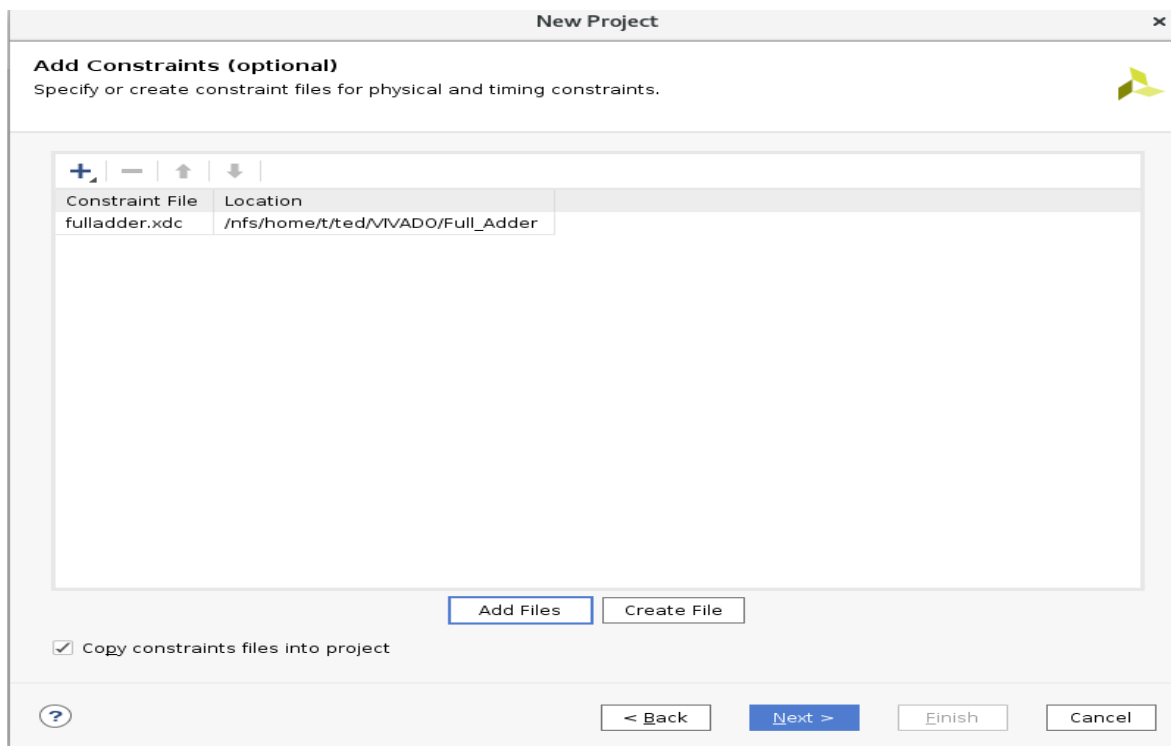 New Project
Add Constraints (optional)
Specify or create constraint files for physical and timing constraints.
Constraint File Location
fulladder.xdc /nfs/home/t/ted/VIVADO/Full_Adder
Add Files Create File
Copy constraints files into project
? < Back Next > Finish Cancel